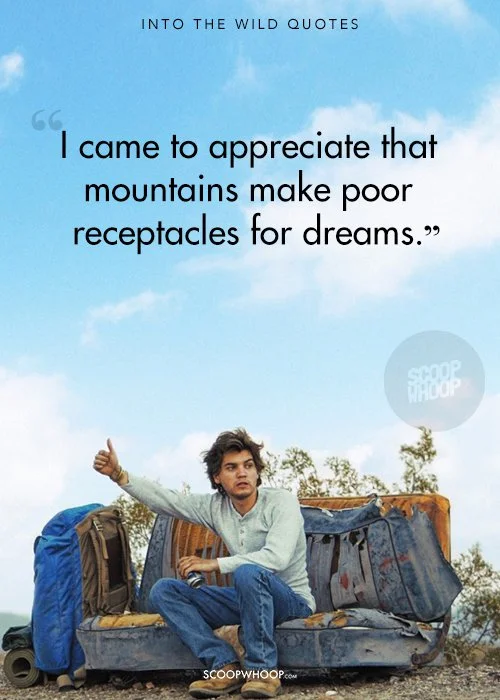 INTO THE WILD QUOTES
“I came to appreciate that
mountains make poor
receptacles for dreams.”
SCOOP
WHOOP
SCOOPWHOOP.COM